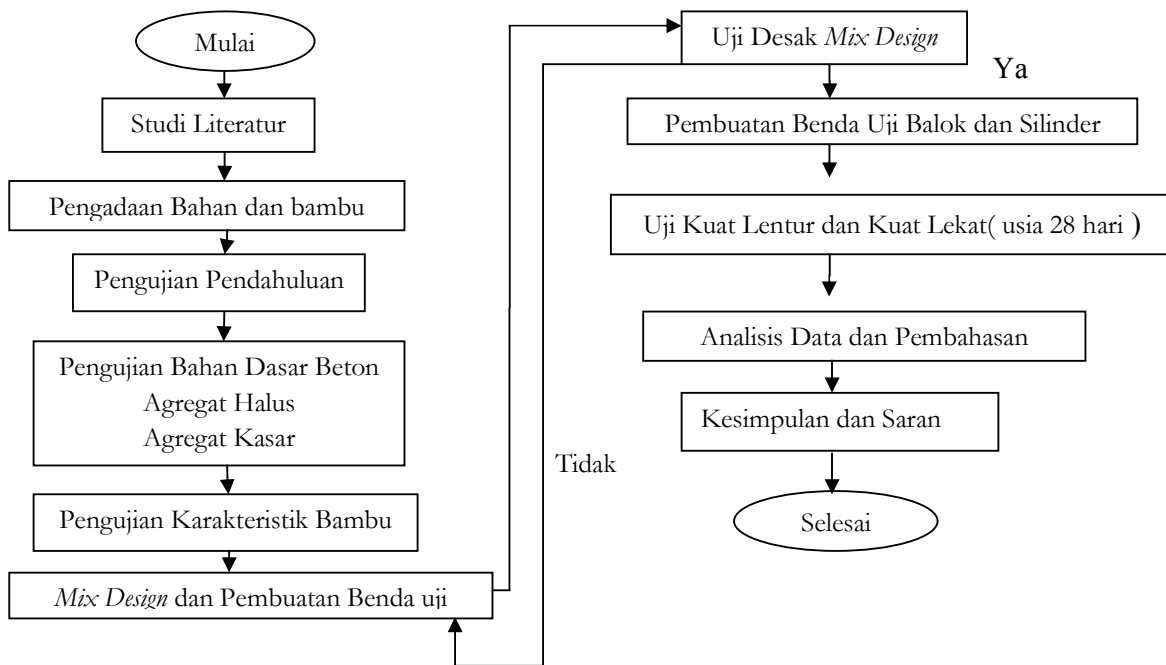 Mulai
Studi Literatur
Pengadaan Bahan dan bambu
Pengujian Pendahuluan
Pengujian Bahan Dasar Beton
Agregat Halus
Agregat Kasar
Pengujian Karakteristik Bambu
Mix Design dan Pembuatan Benda uji
Uji Desak Mix Design
Ya
Tidak
Pembuatan Benda Uji Balok dan Silinder
Uji Kuat Lentur dan Kuat Lekat( usia 28 hari )
Analisis Data dan Pembahasan
Kesimpulan dan Saran
Selesai